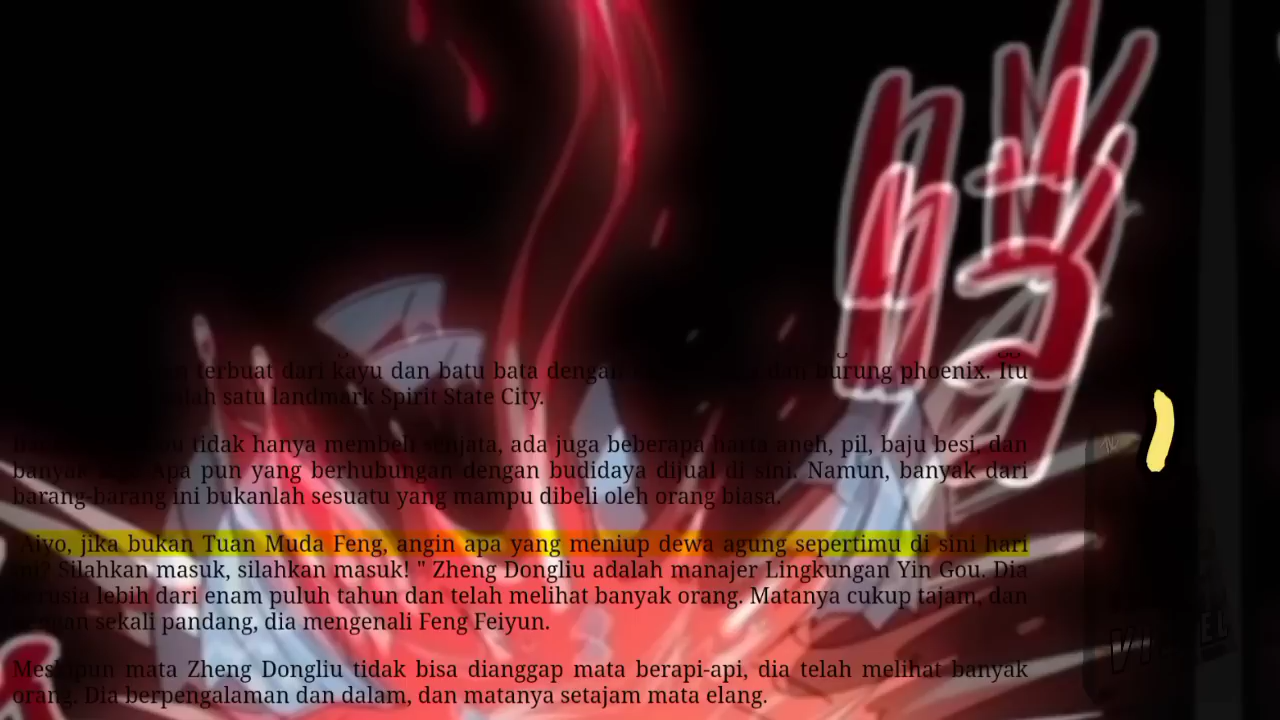 terbuat dari kayu dan batu bata dengan dan burung phoenix. Itu
satu landmark Spirit State City.
tidak hanya membeli senjata, ada juga beberapa harta aneh, pil, baju besi, dan
banyak Apa pun yang berhubungan dengan budidaya dijual di sini. Namun, banyak dari
barang-barang ini bukanlah sesuatu yang mampu dibeli oleh orang biasa.
Aiyo, jika bukan Tuan Muda Feng, angin apa yang meniup dewa agung sepertimu di sini hari
ini? Silahkan masuk, silahkan masuk! " Zheng Dongliu adalah manajer Lingkungan Yin Gou. Dia
berusia lebih dari enam puluh tahun dan telah melihat banyak orang. Matanya cukup tajam, dan
dengan sekali pandang, dia mengenali Feng Feiyun.
Meskipun mata Zheng Dongliu tidak bisa dianggap mata berapi-api, dia telah melihat banyak
orang. Dia berpengalaman dan dalam, dan matanya setajam mata elang.